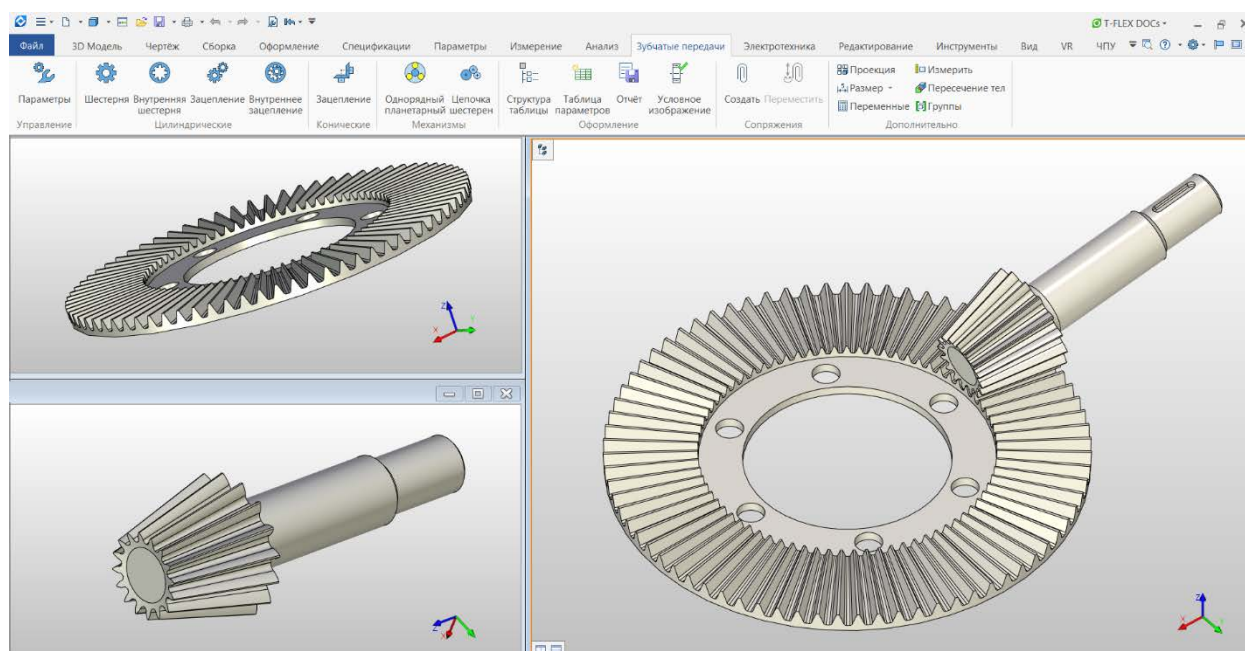 T-FLEX DOCs
Файл 3D Модель Чертёж Сборка Оформление Спецификации Параметры Измерение Анализ Зубчатые передачи Электротехника Редактирование Инструменты Вид VR ЧПУ
Параметры Шестерня Внутренняя шестерня Зацепление Внутреннее зацепление Зацепление Однорядный планетарный Цепочка шестерен Структура таблицы Таблица параметров Отчёт Условное изображение Создать Переместить
Проекция Измерить
Размер Пересечение тел
Переменные Группы
Управление Цилиндрические Конические Механизмы Оформление Сопряжения Дополнительно
Z Y X
Z X Y
Z X Y